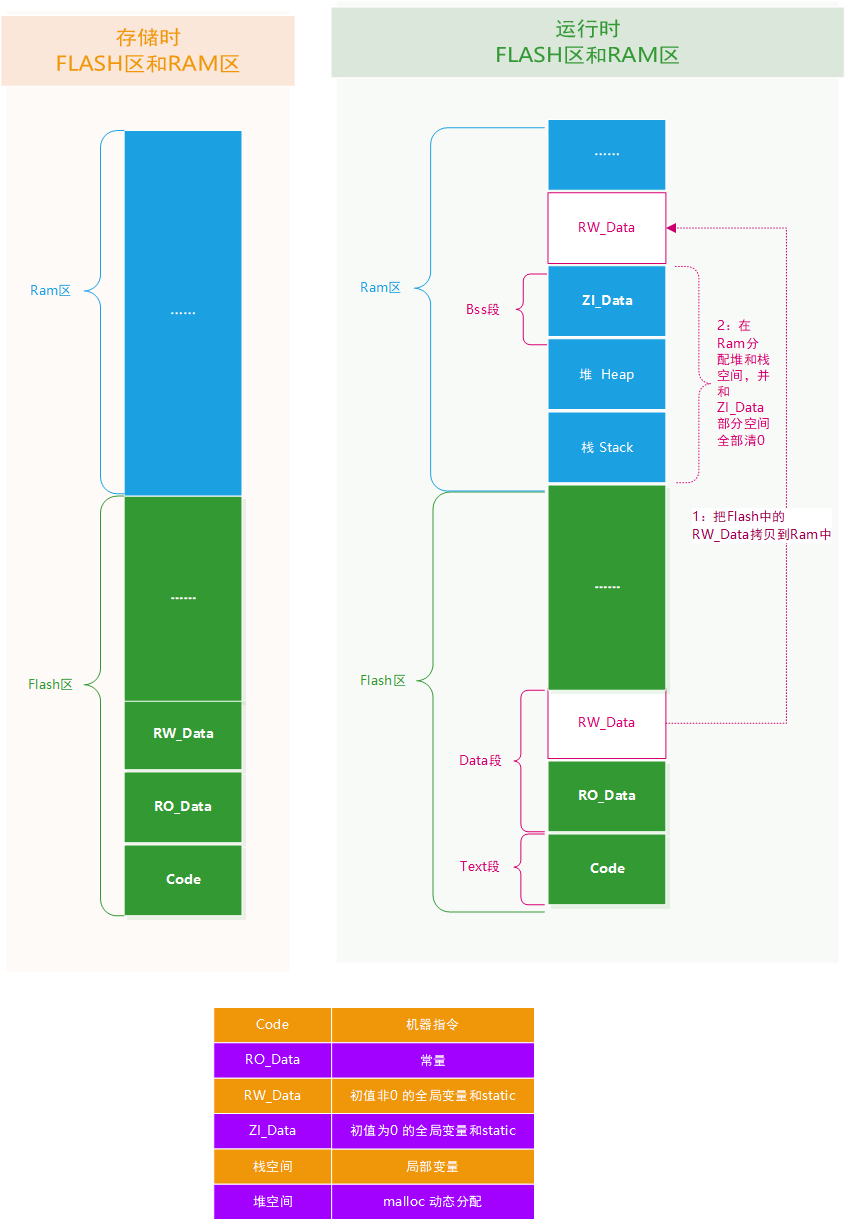 存储时
FLASH区和RAM区
......
Ram区
......
Flash区
RW_Data
RO_Data
Code
运行时
FLASH区和RAM区
......
RW_Data
Ram区
Bss段
ZI_Data
堆 Heap
栈 Stack
2：在
Ram分
配堆和栈
空间，并
和
ZI_Data
部分空间
全部清0
1：把Flash中的
RW_Data拷贝到Ram中
......
Flash区
RW_Data
Data段
RO_Data
Text段
Code
Code 机器指令
RO_Data 常量
RW_Data 初值非0 的全局变量和static
ZI_Data 初值为0 的全局变量和static
栈空间 局部变量
堆空间 malloc 动态分配